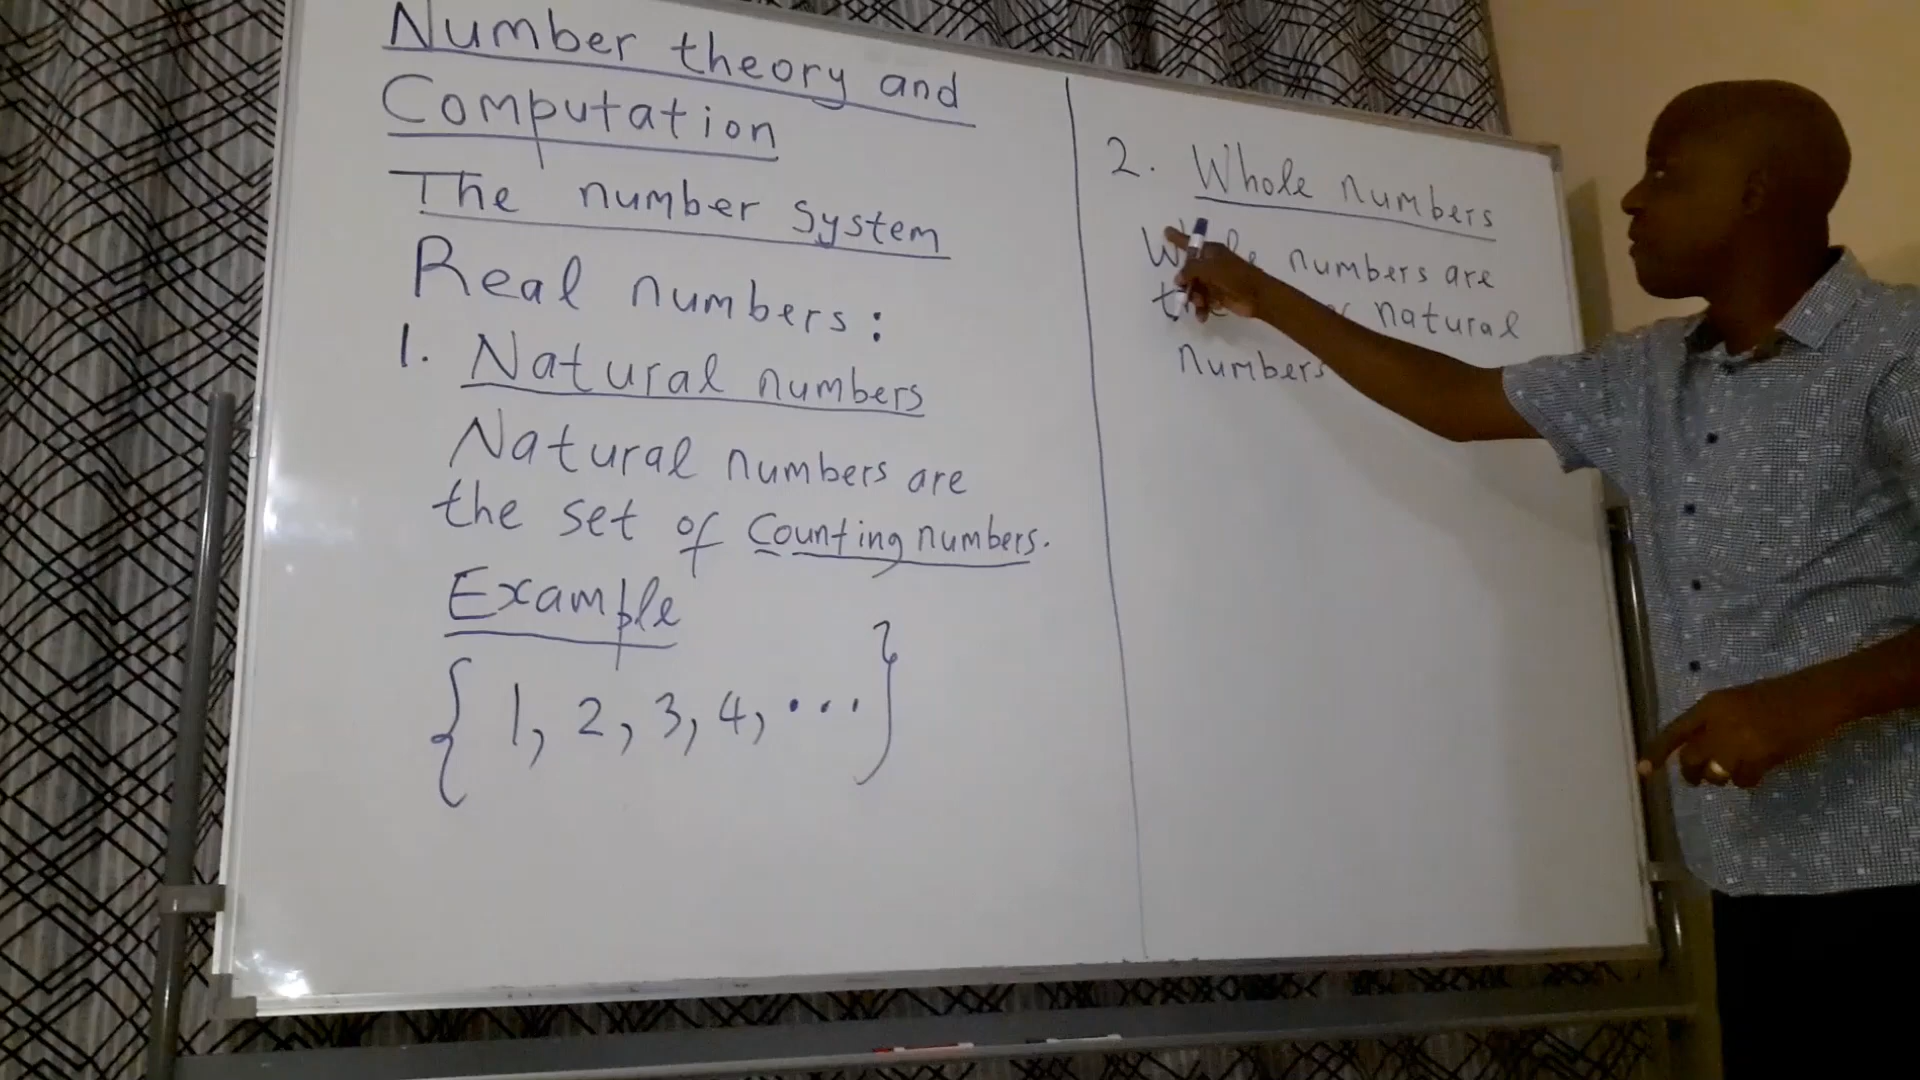 Number theory and
Computation
The number system
Real numbers:
1. Natural numbers
Natural numbers are
the set of Counting numbers.
Example
{ 1, 2, 3, 4, ... }
2. Whole numbers
numbers are
natural
numbers